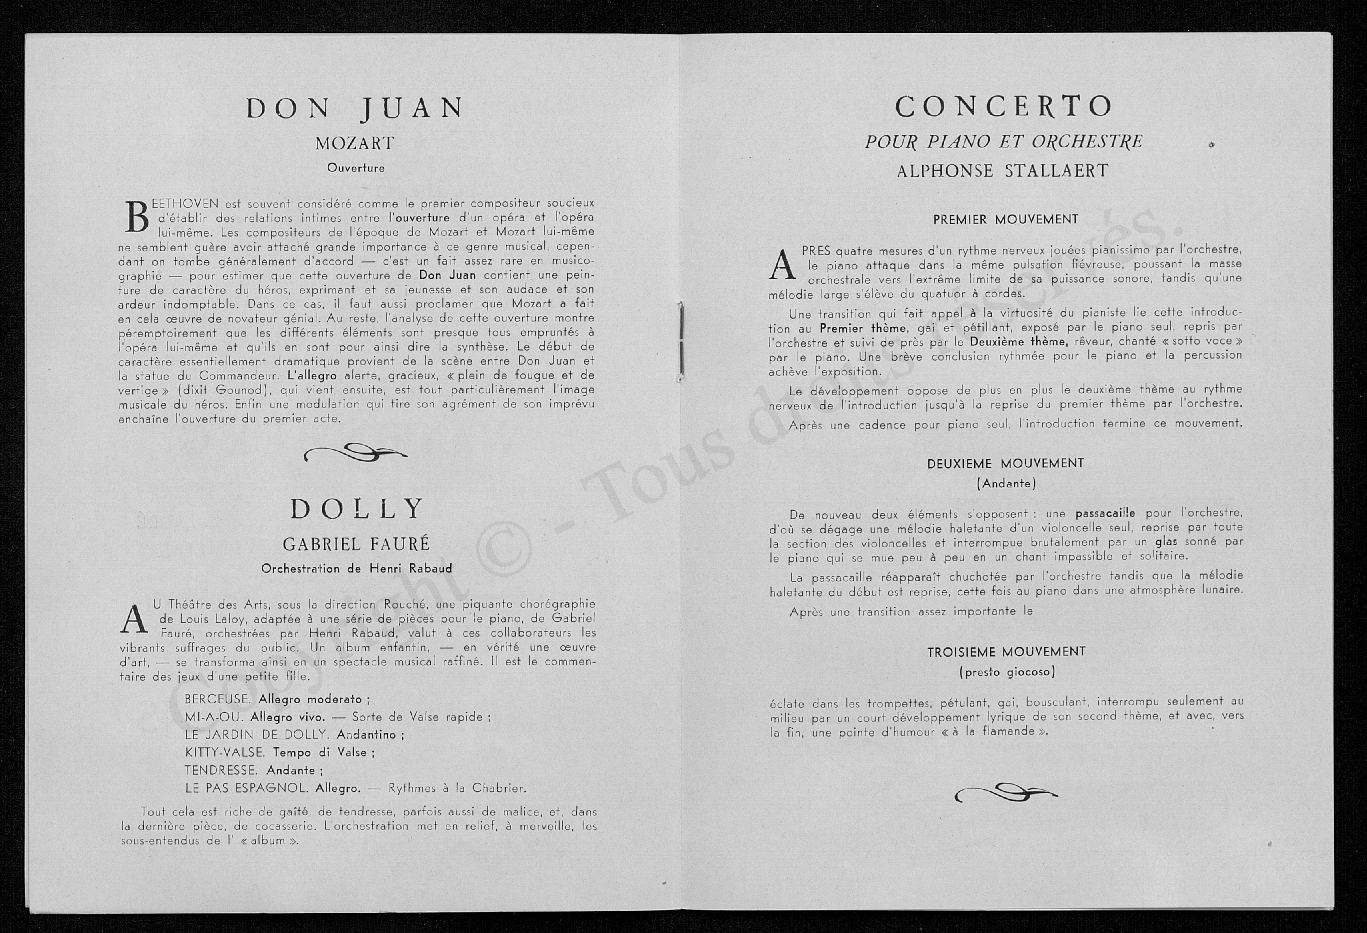 DON JUAN
MOZART
Ouverture
BEETHOVEN est souvent considéré comme le premier compositeur soucieux
d'établir des relations intimes entre l'ouverture d'un opéra et l'opéra
lui-même. Les compositeurs de l'époque de Mozart et Mozart lui-même
ne semblent guère avoir attaché grande importance à ce genre musical, cepen-
dant on tombe généralement d'accord — c'est un fait assez rare en musico-
graphie — pour estimer que cette ouverture de Don Juan contient une pein-
ture de caractère du héros, exprimant et sa jeunesse et son audace et son
ardeur indomptable. Dans ce cas, il faut aussi proclamer que Mozart a fait
en cela œuvre de novateur génial. Au reste, l'analyse de cette ouverture montre
péremptoirement que les différents éléments sont presque tous empruntés à
l'opéra lui-même et qu'ils en sont pour ainsi dire la synthèse. Le début de
caractère essentiellement dramatique provient de la scène entre Don Juan et
la statue du Commandeur. L'allegro alerte, gracieux, « plein de fougue et de
vertige » (dixit Gounod), qui vient ensuite, est tout particulièrement l'image
musicale du héros. Enfin une modulation qui tire son agrément de son imprévu
enchaîne l'ouverture du premier acte.
DOLLY
GABRIEL FAURÉ
Orchestration de Henri Rabaud
AU Théâtre des Arts, sous la direction Rouché, une piquante chorégraphie
de Louis Laloy, adaptée à une série de pièces pour le piano, de Gabriel
Fauré, orchestrées par Henri Rabaud, valut à ces collaborateurs les
vibrants suffrages du public. Un album enfantin, — en vérité une œuvre
d'art, — se transforma ainsi en un spectacle musical raffiné. Il est le commen-
taire des jeux d'une petite fille.
BERCEUSE. Allegro moderato ;
MI-A-OU. Allegro vivo. — Sorte de Valse rapide ;
LE JARDIN DE DOLLY. Andantino ;
KITTY-VALSE. Tempo di Valse ;
TENDRESSE. Andante ;
LE PAS ESPAGNOL. Allegro. — Rythmes à la Chabrier.
Tout cela est riche de gaîté, de tendresse, parfois aussi de malice, et, dans
la dernière pièce, de cocasserie. L'orchestration met en relief, à merveille, les
sous-entendus de l' « album ».
CONCERTO
POUR PIANO ET ORCHESTRE
ALPHONSE STALLAERT
PREMIER MOUVEMENT
APRES quatre mesures d'un rythme nerveux jouées pianissimo par l'orchestre,
le piano attaque dans la même pulsation fiévreuse, poussant la masse
orchestrale vers l'extrême limite de sa puissance sonore, tandis qu'une
mélodie large s'élève du quatuor à cordes.
Une transition qui fait appel à la virtuosité du pianiste lie cette introduc-
tion au Premier thème, gai et pétillant, exposé par le piano seul, repris par
l'orchestre et suivi de près par le Deuxième thème, rêveur, chanté « sotto voce »
par le piano. Une brève conclusion rythmée pour le piano et la percussion
achève l'exposition.
Le développement oppose de plus en plus le deuxième thème au rythme
nerveux de l'introduction jusqu'à la reprise du premier thème par l'orchestre.
Après une cadence pour piano seul, l'introduction termine ce mouvement.
DEUXIEME MOUVEMENT
(Andante)
De nouveau deux éléments s'opposent : une passacaille pour l'orchestre,
d'où se dégage une mélodie haletante d'un violoncelle seul, reprise par toute
la section des violoncelles et interrompue brutalement par un glas sonné par
le piano qui se mue peu à peu en un chant impassible et solitaire.
La passacaille réapparaît chuchotée par l'orchestre tandis que la mélodie
haletante du début est reprise, cette fois au piano dans une atmosphère lunaire.
Après une transition assez importante le
TROISIEME MOUVEMENT
(presto giocoso)
éclate dans les trompettes, pétulant, gai, bousculant, interrompu seulement au
milieu par un court développement lyrique de son second thème, et avec, vers
la fin, une pointe d'humour « à la flamande ».
Copyright © - Tous droits réservés.